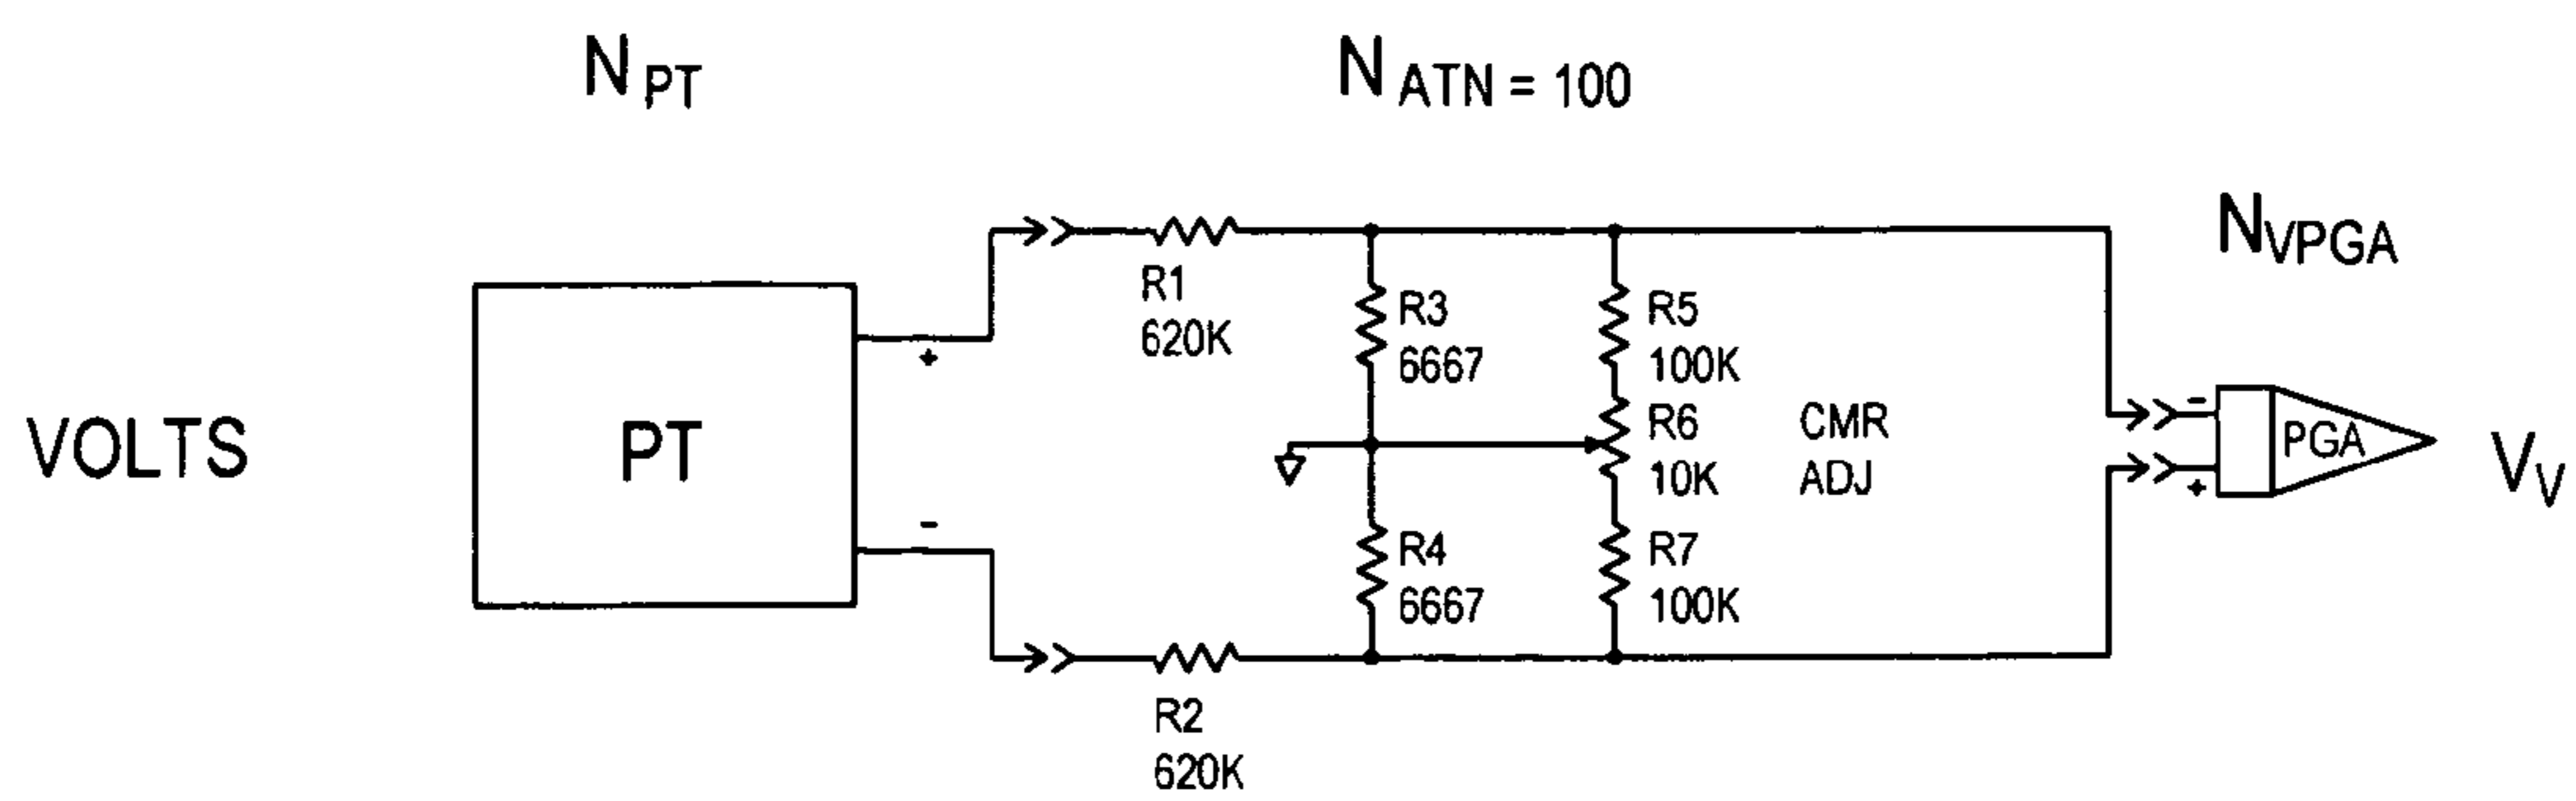 N PT
N ATN = 100
N VPGA
VOLTS
PT
+
-
R1
620K
R3
6667
R5
100K
R6
10K
CMR
ADJ
R4
6667
R7
100K
R2
620K
-
PGA
+
V V